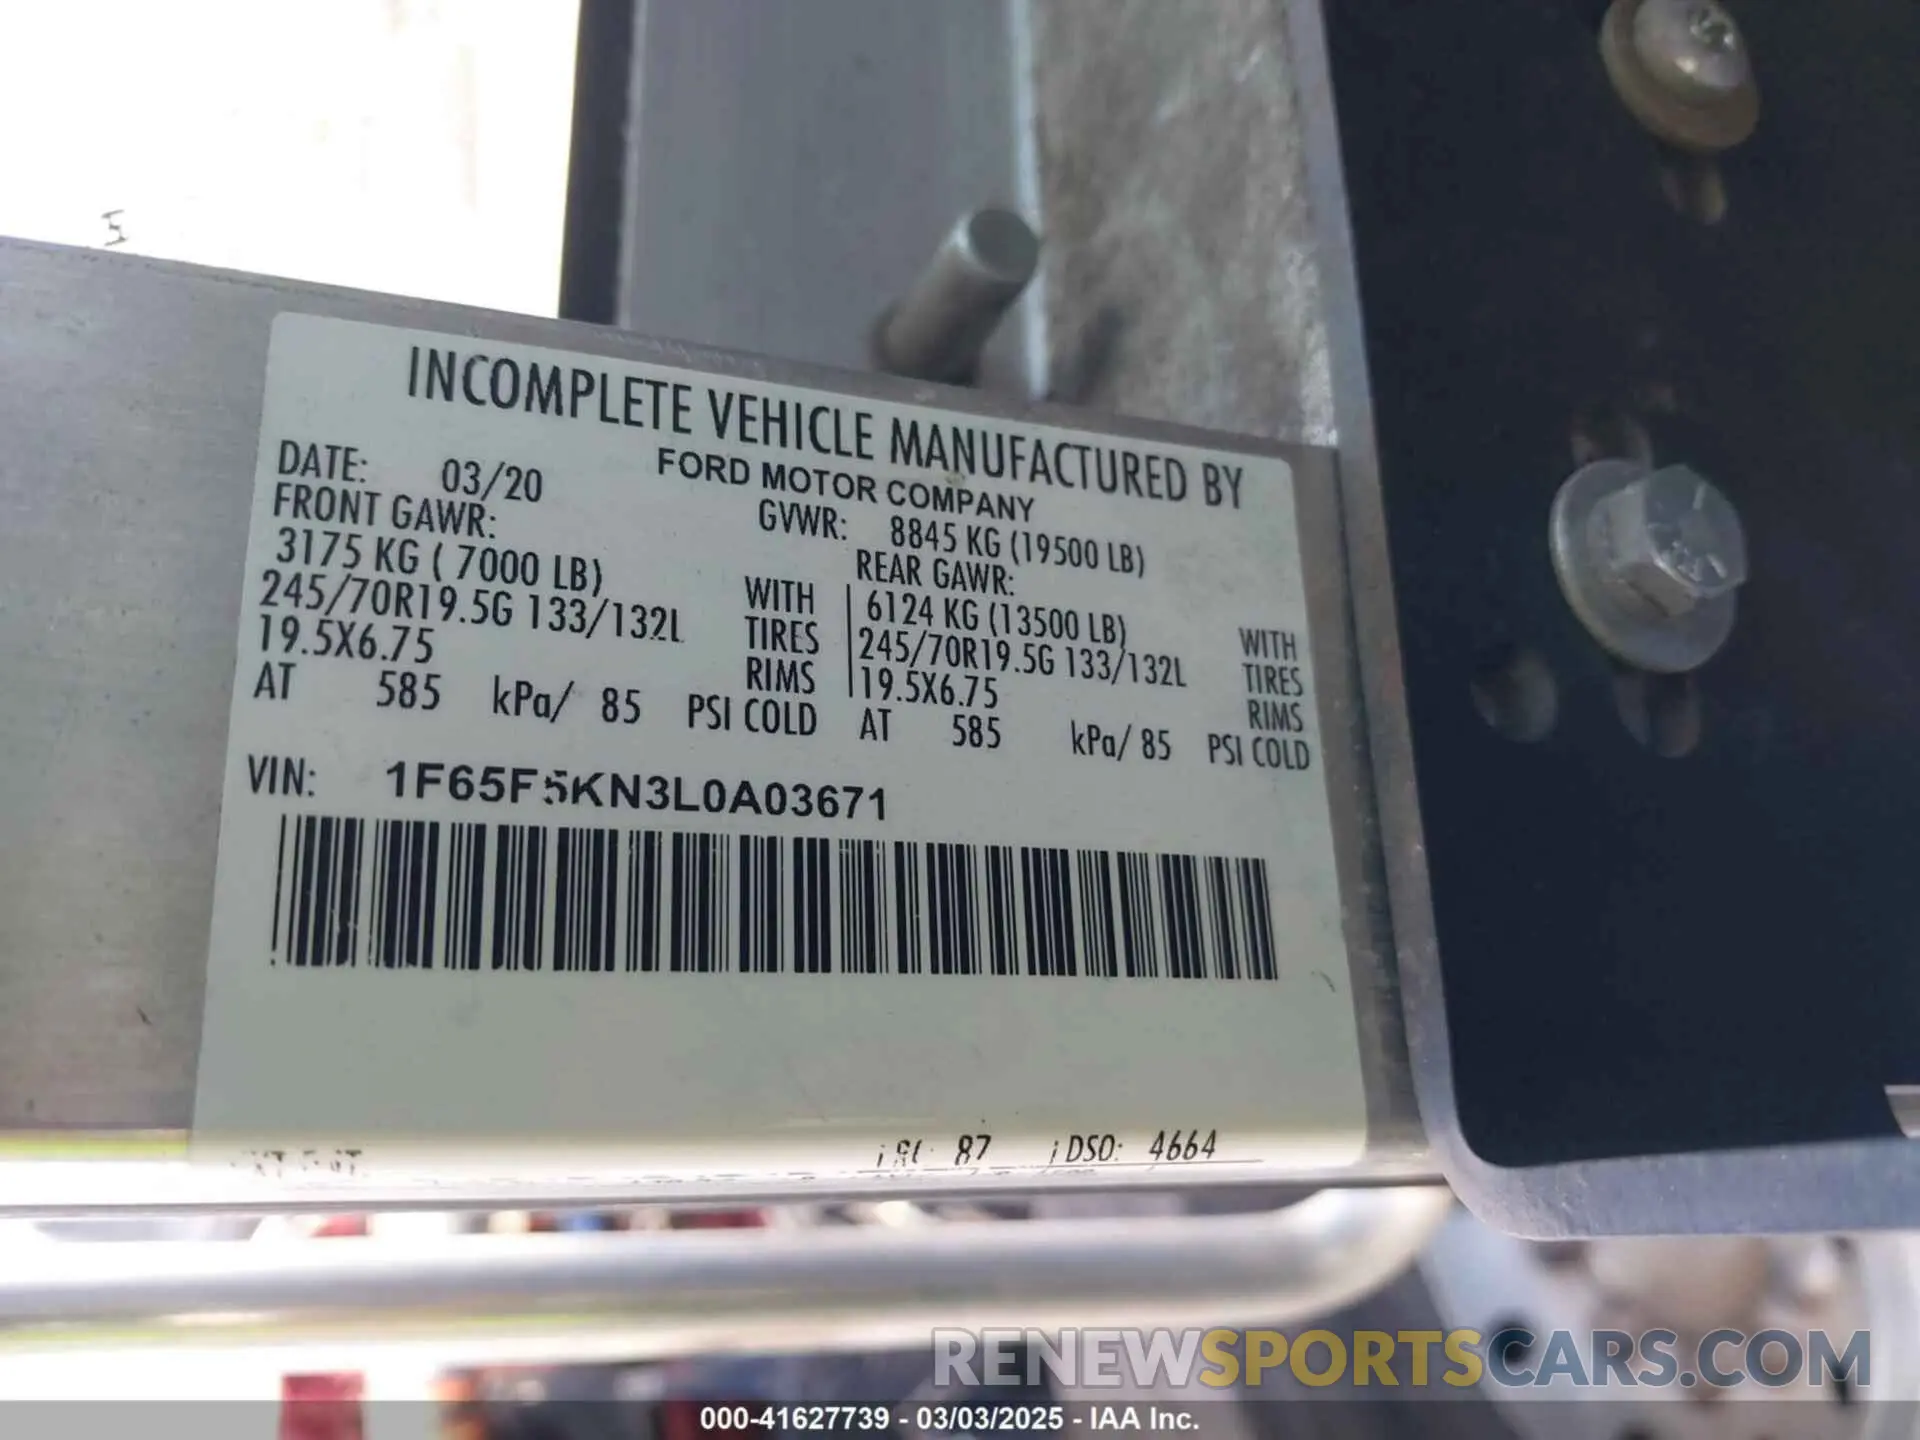 INCOMPLETE VEHICLE MANUFACTURED BY
FORD MOTOR COMPANY
DATE: 03/20 GVWR: 8845 KG (19500 LB)
FRONT GAWR: REAR GAWR:
3175 KG ( 7000 LB) WITH 6124 KG (13500 LB) WITH
245/70R19.5G 133/132L TIRES 245/70R19.5G 133/132L TIRES
19.5X6.75 RIMS 19.5X6.75 RIMS
AT 585 kPa/ 85 PSI COLD AT 585 kPa/ 85 PSI COLD
VIN: 1F65F5KN3L0A03671
87 DSO: 4664
RENEWSPORTSCARS.COM
000-41627739 - 03/03/2025 - IAA Inc.